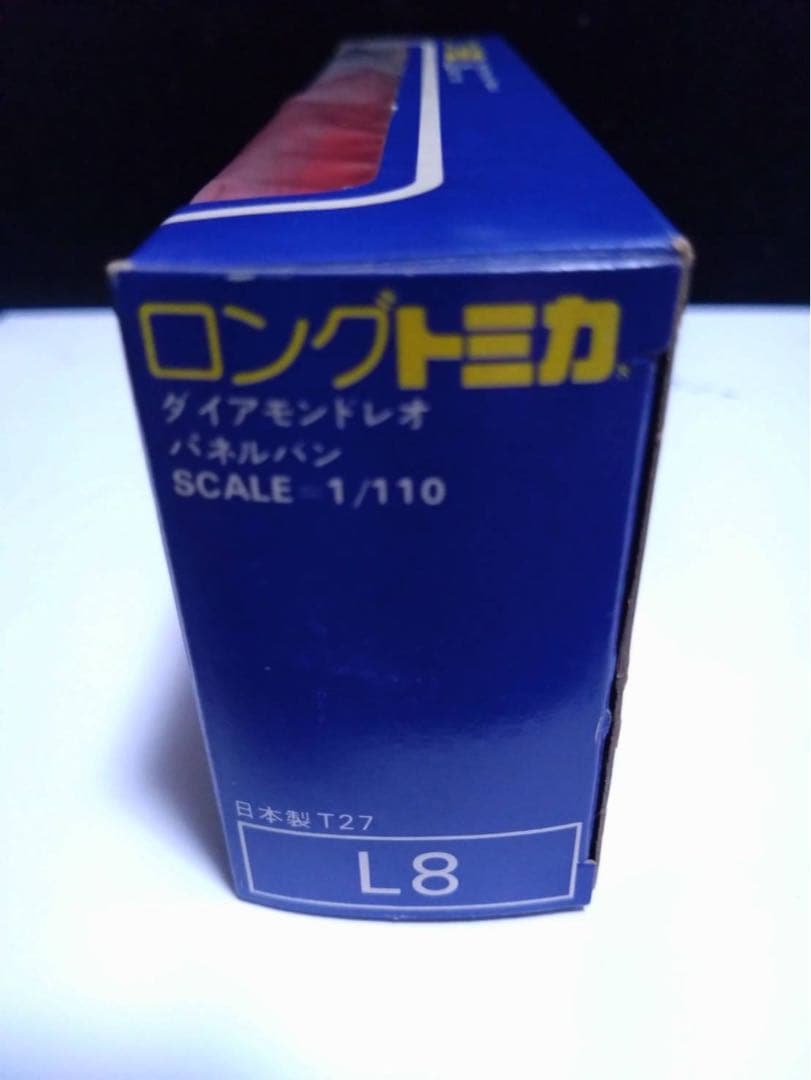 ロングトミカ
ダイアモンドレオ
パネルバン
SCALE=1/110
日本製 T27
L8